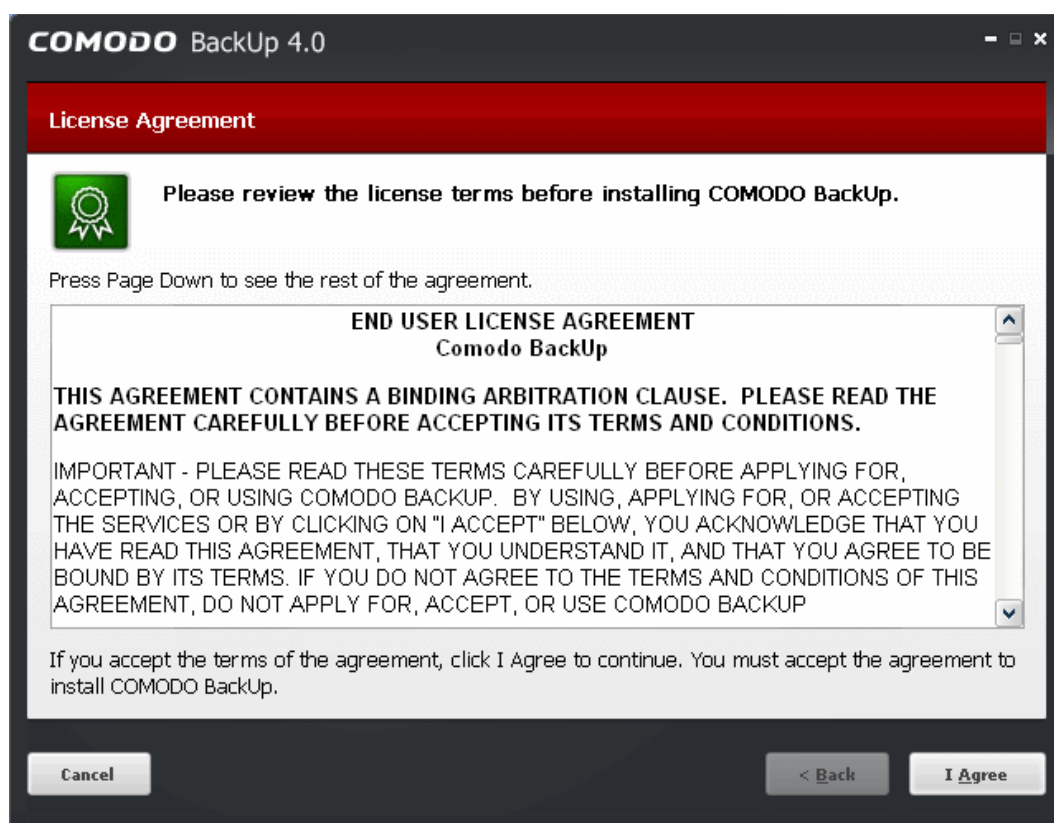 COMODO BackUp 4.0
License Agreement
Please review the license terms before installing COMODO BackUp.
Press Page Down to see the rest of the agreement.
END USER LICENSE AGREEMENT
Comodo BackUp
THIS AGREEMENT CONTAINS A BINDING ARBITRATION CLAUSE.  PLEASE READ THE
AGREEMENT CAREFULLY BEFORE ACCEPTING ITS TERMS AND CONDITIONS.
IMPORTANT - PLEASE READ THESE TERMS CAREFULLY BEFORE APPLYING FOR,
ACCEPTING, OR USING COMODO BACKUP.  BY USING, APPLYING FOR, OR ACCEPTING
THE SERVICES OR BY CLICKING ON "I ACCEPT" BELOW, YOU ACKNOWLEDGE THAT YOU
HAVE READ THIS AGREEMENT, THAT YOU UNDERSTAND IT, AND THAT YOU AGREE TO BE
BOUND BY ITS TERMS. IF YOU DO NOT AGREE TO THE TERMS AND CONDITIONS OF THIS
AGREEMENT, DO NOT APPLY FOR, ACCEPT, OR USE COMODO BACKUP
If you accept the terms of the agreement, click I Agree to continue. You must accept the agreement to
install COMODO BackUp.
Cancel
< Back
I Agree